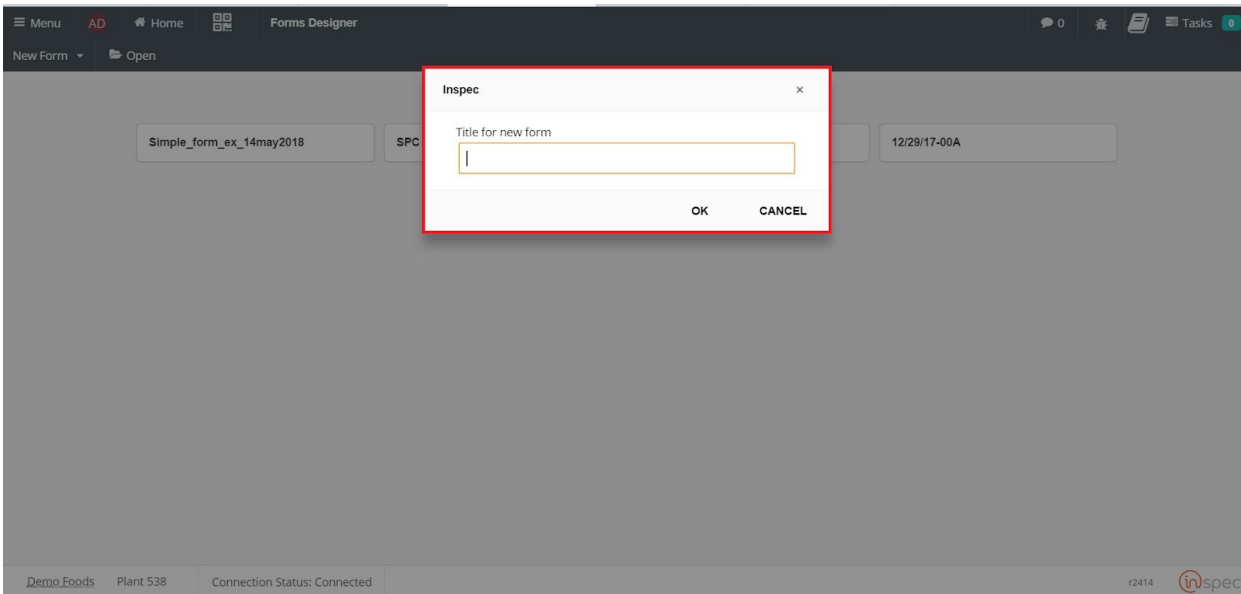 Menu AD Home Forms Designer 0 Tasks 0
New Form Open
Inspec ×
Title for new form
Simple_form_ex_14may2018 SPC 12/29/17-00A
OK CANCEL
Demo Foods Plant 538 Connection Status: Connected r2414 inspec